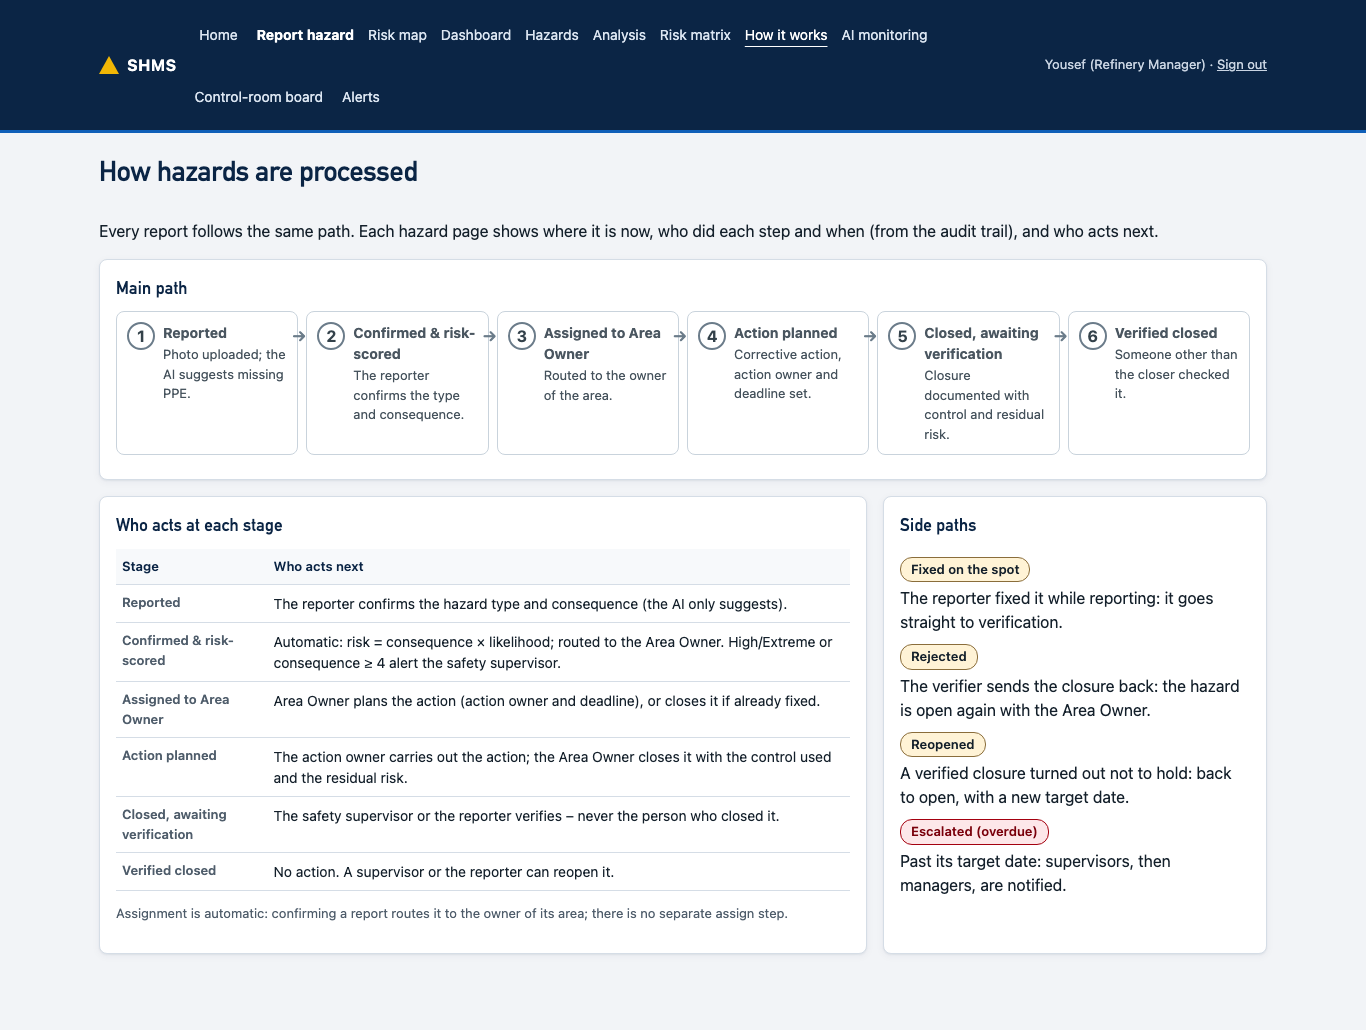 Home Report hazard Risk map Dashboard Hazards Analysis Risk matrix How it works AI monitoring
SHMS
Yousef (Refinery Manager) · Sign out
Control-room board Alerts
How hazards are processed
Every report follows the same path. Each hazard page shows where it is now, who did each step and when (from the audit trail), and who acts next.
Main path
1 Reported
Photo uploaded; the
AI suggests missing
PPE.
→
2 Confirmed & risk-
scored
The reporter
confirms the type
and consequence.
→
3 Assigned to Area
Owner
Routed to the owner
of the area.
→
4 Action planned
Corrective action,
action owner and
deadline set.
→
5 Closed, awaiting
verification
Closure
documented with
control and residual
risk.
→
6 Verified closed
Someone other than
the closer checked
it.
Who acts at each stage
Stage Who acts next
Reported The reporter confirms the hazard type and consequence (the AI only suggests).
Confirmed & risk-
scored
Automatic: risk = consequence × likelihood; routed to the Area Owner. High/Extreme or
consequence ≥ 4 alert the safety supervisor.
Assigned to Area
Owner
Area Owner plans the action (action owner and deadline), or closes it if already fixed.
Action planned
The action owner carries out the action; the Area Owner closes it with the control used
and the residual risk.
Closed, awaiting
verification
The safety supervisor or the reporter verifies – never the person who closed it.
Verified closed No action. A supervisor or the reporter can reopen it.
Assignment is automatic: confirming a report routes it to the owner of its area; there is no separate assign step.
Side paths
Fixed on the spot
The reporter fixed it while reporting: it goes
straight to verification.
Rejected
The verifier sends the closure back: the hazard
is open again with the Area Owner.
Reopened
A verified closure turned out not to hold: back
to open, with a new target date.
Escalated (overdue)
Past its target date: supervisors, then
managers, are notified.